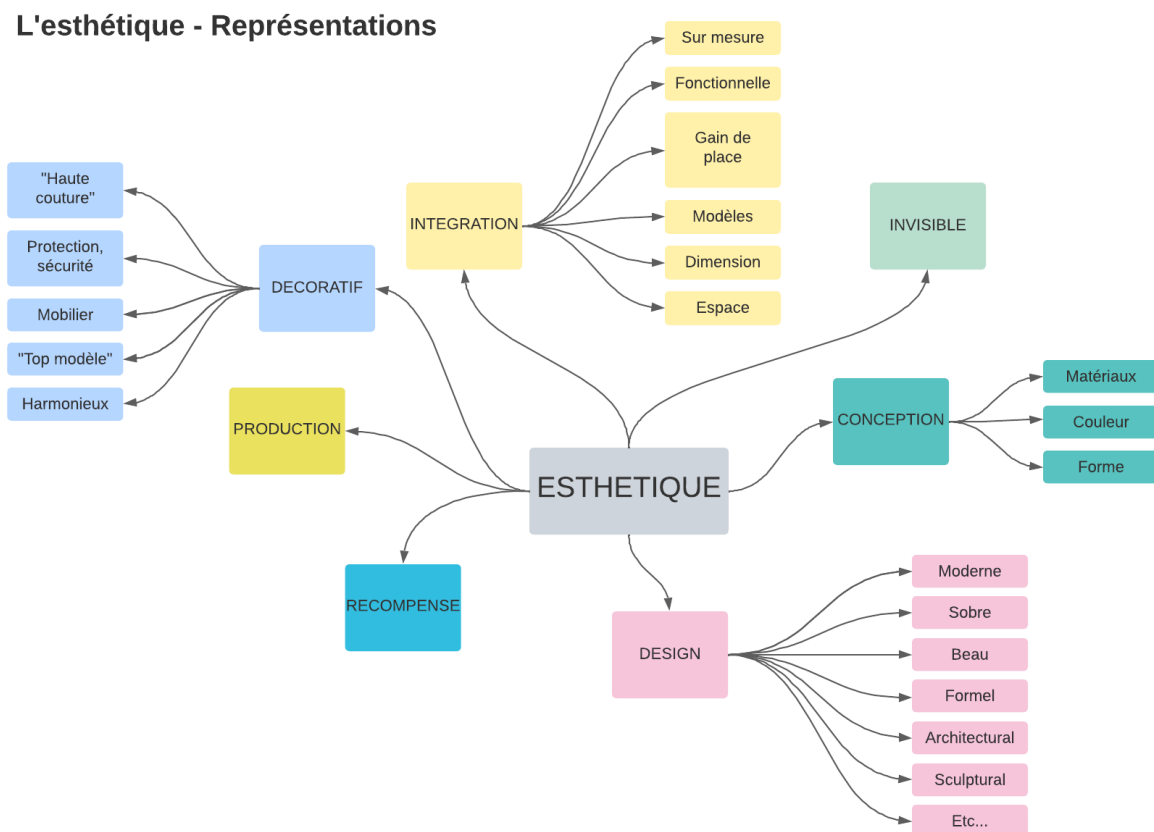 L'esthétique - Représentations
Sur mesure
Fonctionnelle
Gain de
place
Modèles
Dimension
Espace
INTEGRATION
INVISIBLE
"Haute
couture"
Protection,
sécurité
Mobilier
"Top modèle"
Harmonieux
DECORATIF
PRODUCTION
RECOMPENSE
ESTHETIQUE
CONCEPTION
Matériaux
Couleur
Forme
DESIGN
Moderne
Sobre
Beau
Formel
Architectural
Sculptural
Etc...